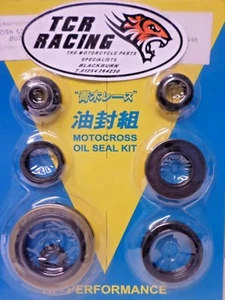 TCR
RACING
THE MOTORCYCLE PARTS
SPECIALISTS
BLACKBURN
"青木レーズ"
油封組
MOTOCROSS
OIL SEAL KIT
PERFORMANCE